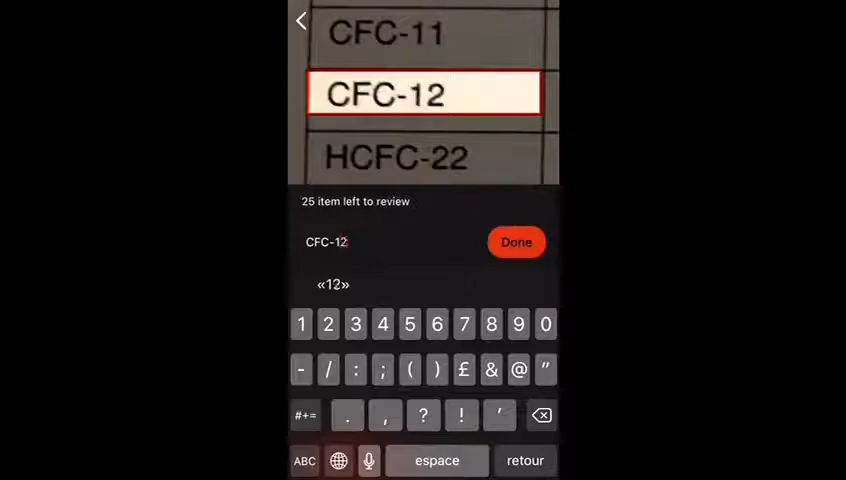 CFC-11
CFC-12
HCFC-22
25 item left to review
CFC-12
Done
«12»
1 2 3 4 5 6 7 8 9 0
- / : ; ( ) £ & @ "
#+= . , ? ! '
ABC espace retour